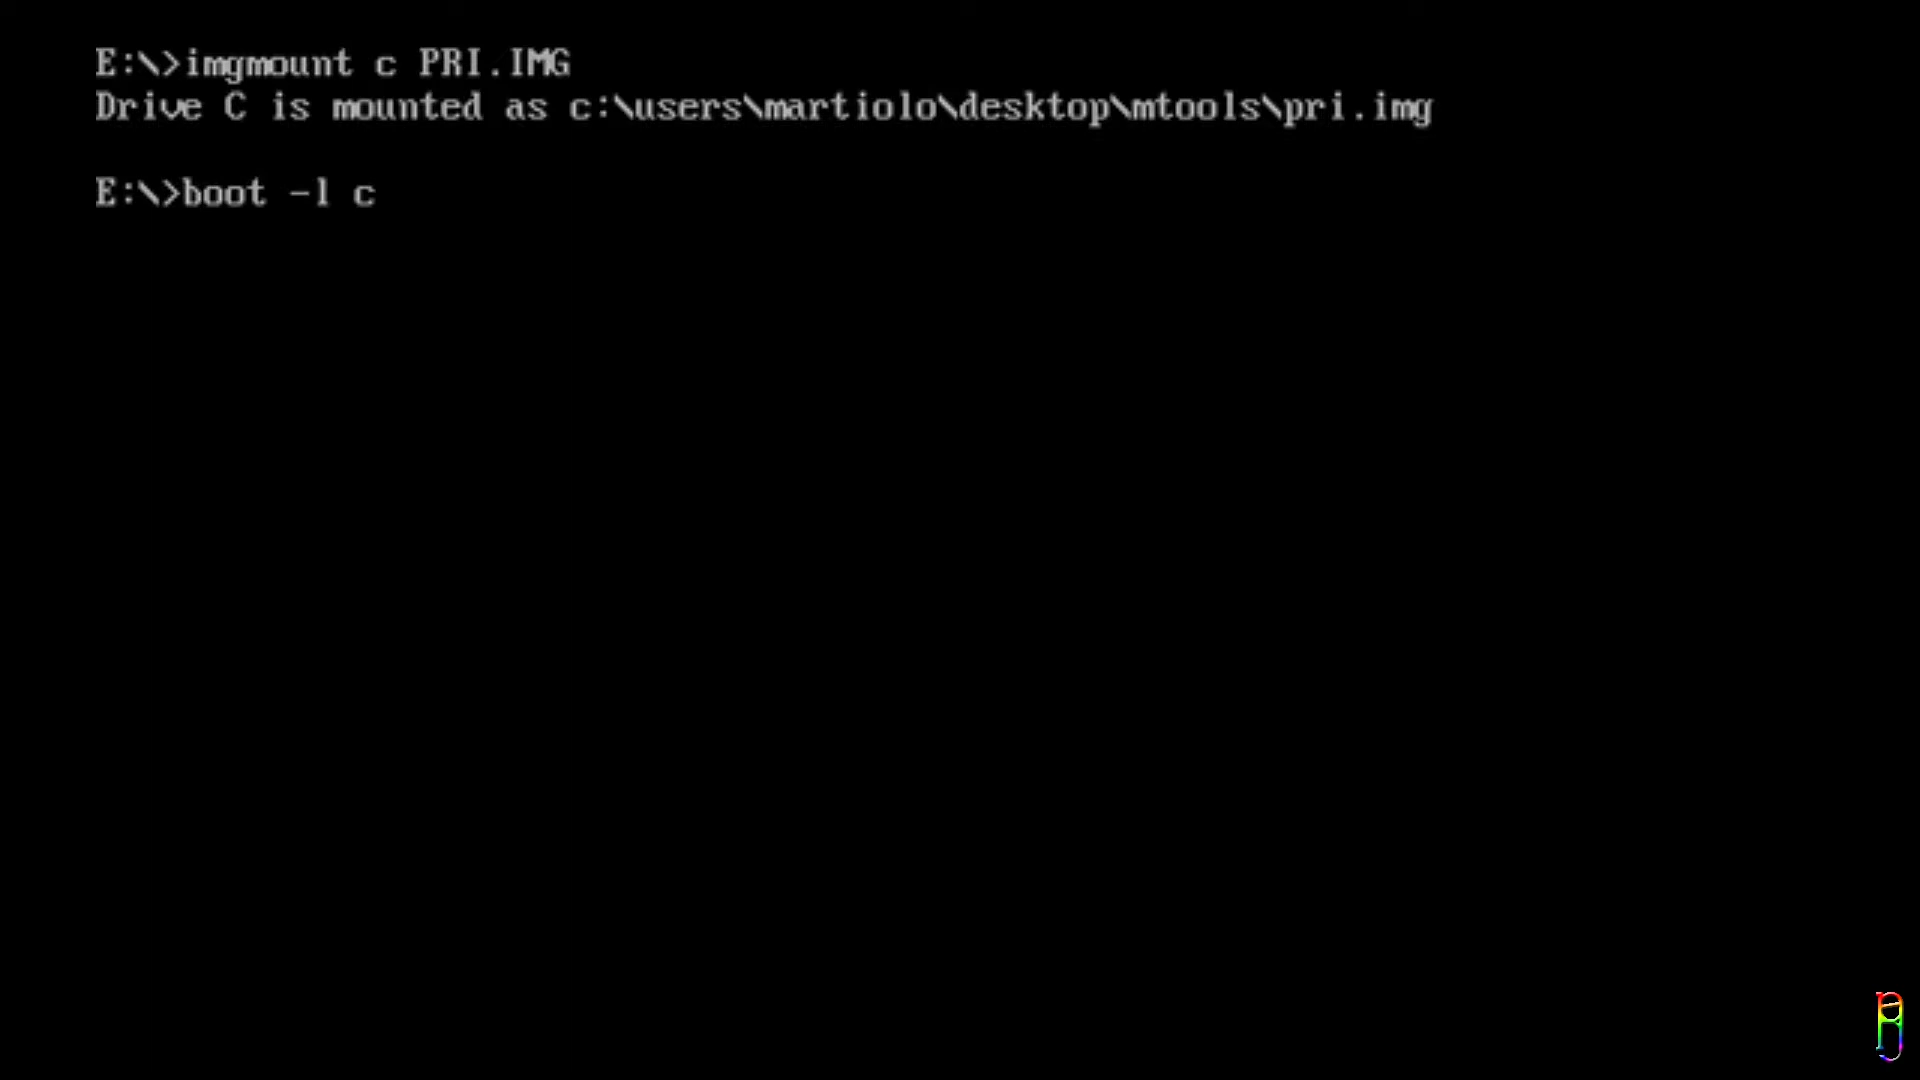 E:\>imgmount c PRI.IMG
Drive C is mounted as c:\users\martiolo\desktop\mtools\pri.img
E:\>boot -l c